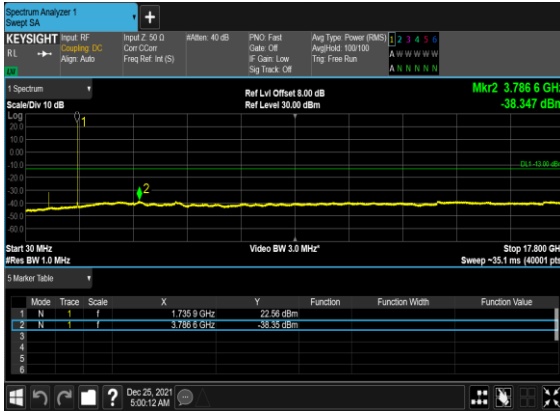 Spectrum Analyzer 1
Swept SA
+
KEYSIGHT Input: RF Input Z: 50 Ω #Atten: 40 dB PNO: Fast Avg Type: Power (RMS) 1 2 3 4 5 6
RL Coupling: DC Corr CCorr Gate: Off Avg|Hold: 100/100 A W W W W W
Align: Auto Freq Ref: Int (S) IF Gain: Low Trig: Free Run
Sig Track: Off A N N N N N
1 Spectrum Ref Lvl Offset 8.00 dB Mkr2 3.786 6 GHz
Scale/Div 10 dB Ref Level 30.00 dBm -38.347 dBm
Log
20.0
10.0
0.00
-10.0
-20.0
-30.0
-40.0
-50.0
-60.0
1
2
DL1 -13.00 dBm
Start 30 MHz Video BW 3.0 MHz* Stop 17.800 GHz
#Res BW 1.0 MHz Sweep ~35.1 ms (40001 pts)
5 Marker Table
Mode Trace Scale X Y Function Function Width Function Value
1 N 1 f 1.735 9 GHz 22.56 dBm
2 N 1 f 3.786 6 GHz -38.35 dBm
3
4
5
6
? Dec 25, 2021
5:00:12 AM